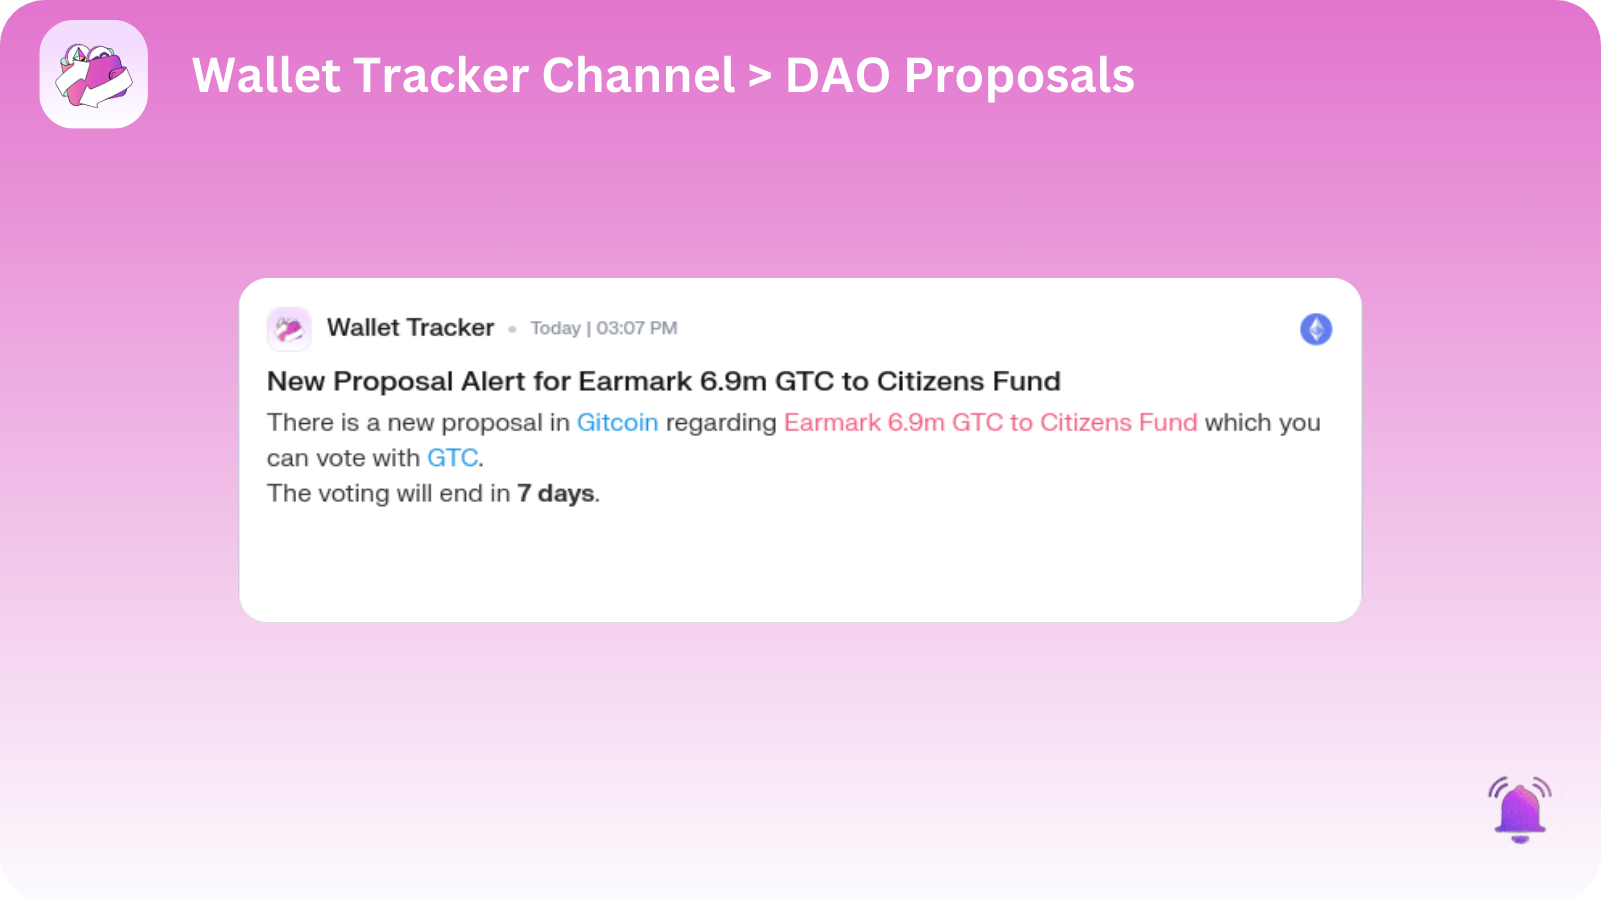 Wallet Tracker Channel > DAO Proposals
Wallet Tracker • Today | 03:07 PM
New Proposal Alert for Earmark 6.9m GTC to Citizens Fund
There is a new proposal in Gitcoin regarding Earmark 6.9m GTC to Citizens Fund which you
can vote with GTC.
The voting will end in 7 days.